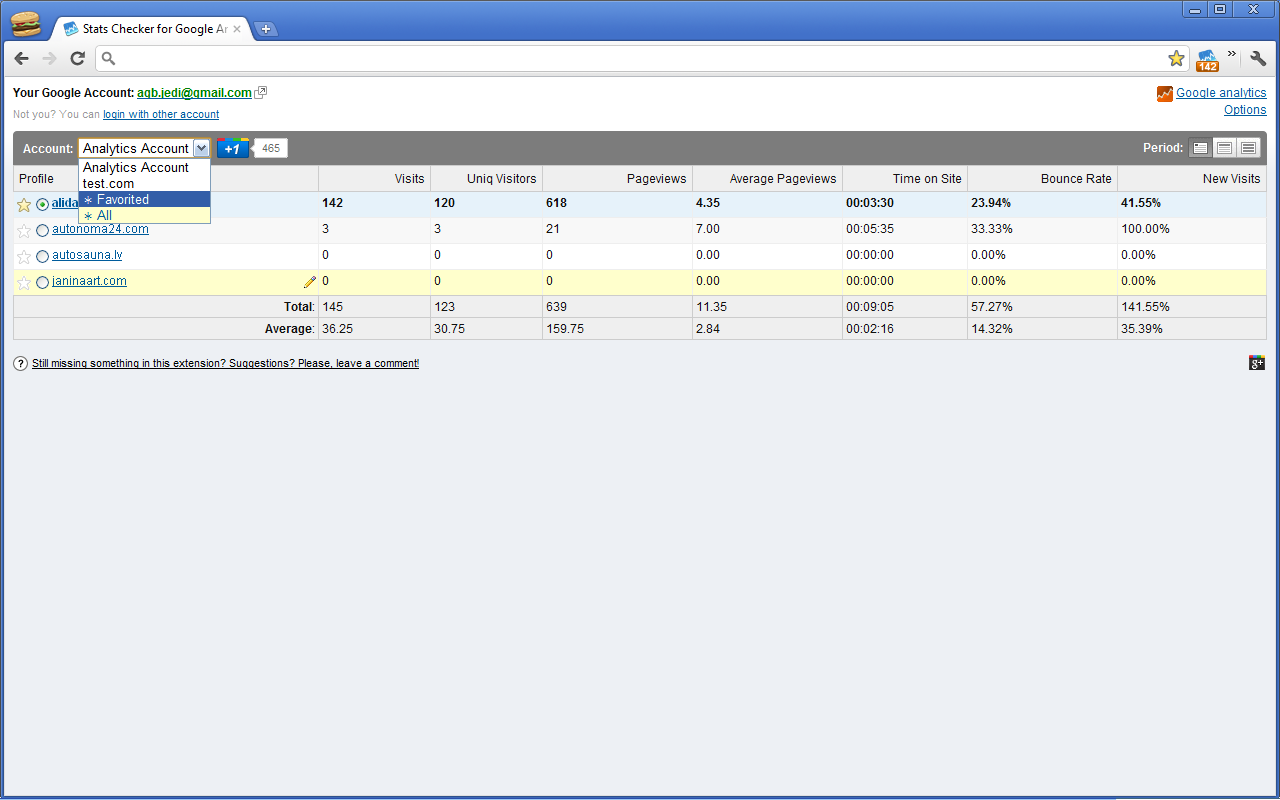 Stats Checker for Google Ar
142
Your Google Account: agb.jedi@gmail.com
Google analytics
Not you? You can login with other account
Options
Account: Analytics Account +1 465 Period:
Analytics Account
test.com
∗ Favorited
∗ All
Profile Visits Uniq Visitors Pageviews Average Pageviews Time on Site Bounce Rate New Visits
142 120 618 4.35 00:03:30 23.94% 41.55%
autonoma24.com 3 3 21 7.00 00:05:35 33.33% 100.00%
autosauna.lv 0 0 0 0.00 00:00:00 0.00% 0.00%
janinaart.com 0 0 0 0.00 00:00:00 0.00% 0.00%
Total: 145 123 639 11.35 00:09:05 57.27% 141.55%
Average: 36.25 30.75 159.75 2.84 00:02:16 14.32% 35.39%
? Still missing something in this extension? Suggestions? Please, leave a comment! g+